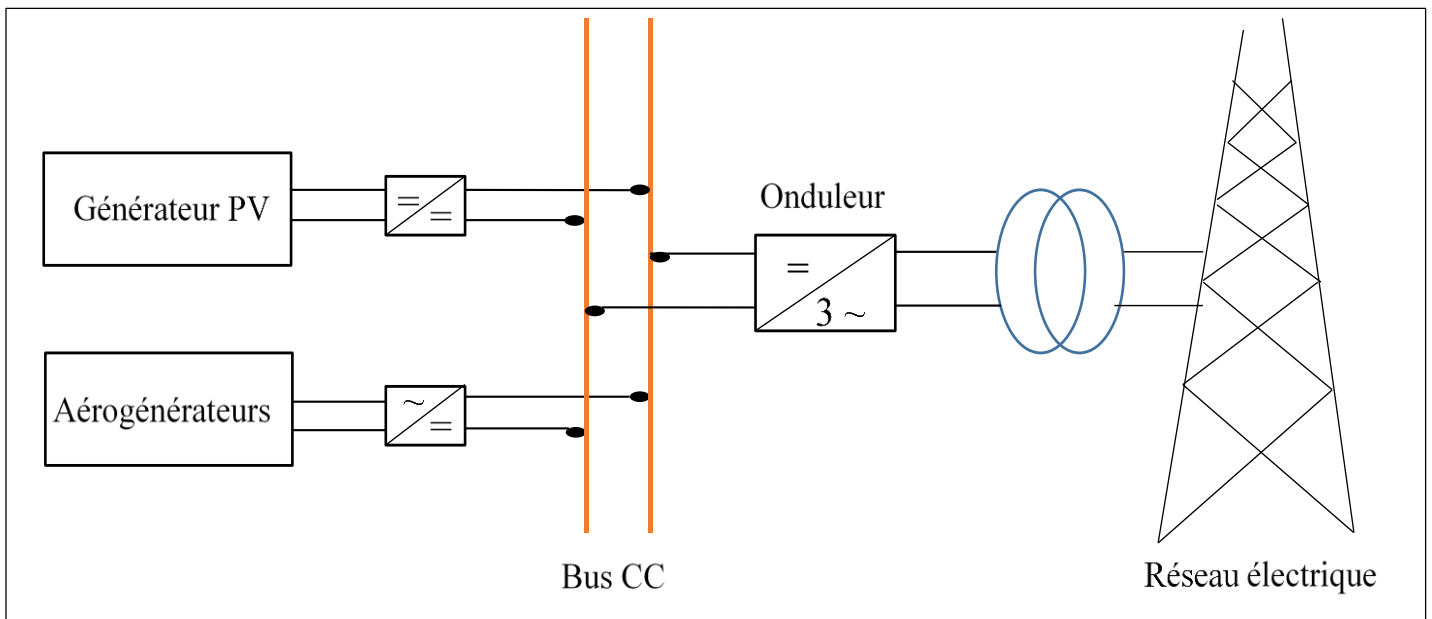 Générateur PV
=
=
Onduleur
=
3 ~
Aérogénérateurs
~
=
Bus CC
Réseau électrique